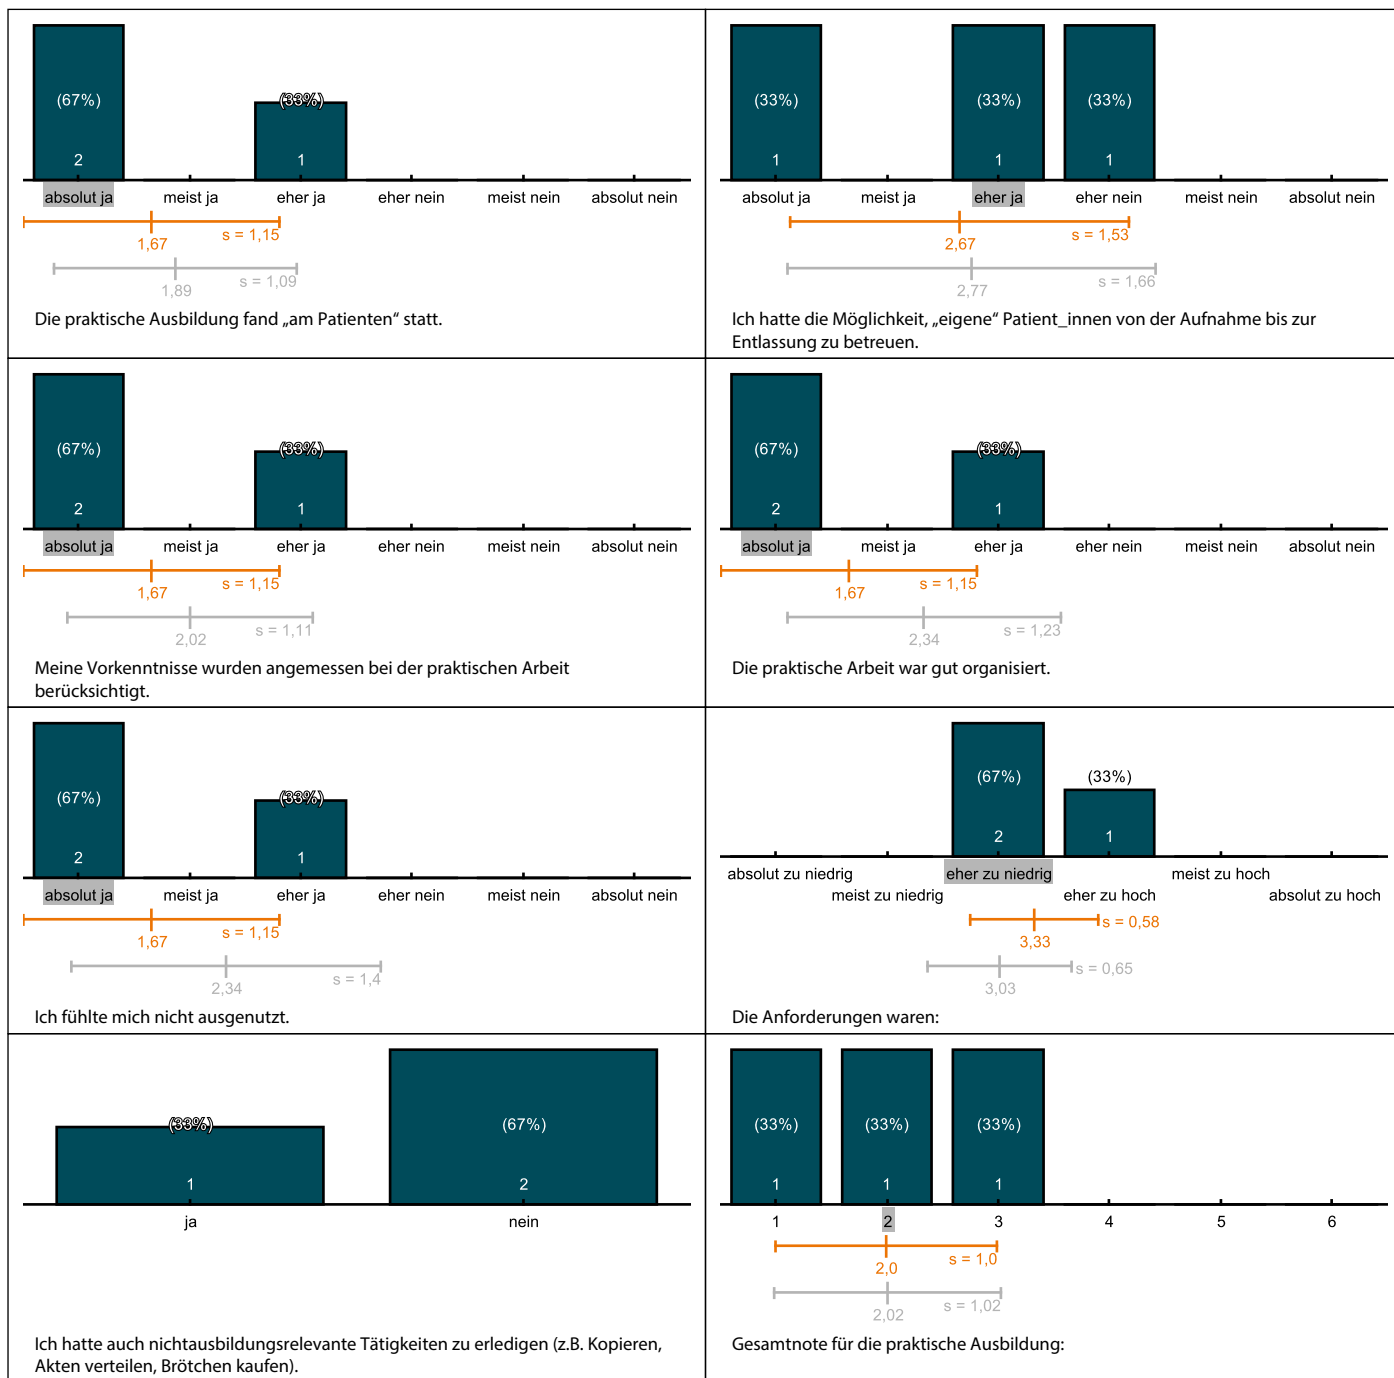 (67%)
(33%)
2
1
absolut ja
meist ja
eher ja
eher nein
meist nein
absolut nein
s = 1,15
1,67
s = 1,09
1,89
Die praktische Ausbildung fand „am Patienten“ statt.
(33%)
(33%)
(33%)
1
1
1
absolut ja
meist ja
eher ja
eher nein
meist nein
absolut nein
s = 1,53
2,67
s = 1,66
2,77
Ich hatte die Möglichkeit, „eigene“ Patient_innen von der Aufnahme bis zur
Entlassung zu betreuen.
(67%)
(33%)
2
1
absolut ja
meist ja
eher ja
eher nein
meist nein
absolut nein
s = 1,15
1,67
s = 1,11
2,02
Meine Vorkenntnisse wurden angemessen bei der praktischen Arbeit
berücksichtigt.
(67%)
(33%)
2
1
absolut ja
meist ja
eher ja
eher nein
meist nein
absolut nein
s = 1,15
1,67
s = 1,23
2,34
Die praktische Arbeit war gut organisiert.
(67%)
(33%)
2
1
absolut ja
meist ja
eher ja
eher nein
meist nein
absolut nein
s = 1,15
1,67
s = 1,4
2,34
Ich fühlte mich nicht ausgenutzt.
(67%)
(33%)
2
1
absolut zu niedrig
eher zu niedrig
meist zu hoch
meist zu niedrig
eher zu hoch
absolut zu hoch
s = 0,58
3,33
s = 0,65
3,03
Die Anforderungen waren:
(33%)
(67%)
1
2
ja
nein
Ich hatte auch nichtausbildungsrelevante Tätigkeiten zu erledigen (z.B. Kopieren,
Akten verteilen, Brötchen kaufen).
(33%)
(33%)
(33%)
1
1
1
1
2
3
4
5
6
s = 1,0
2,0
s = 1,02
2,02
Gesamtnote für die praktische Ausbildung: